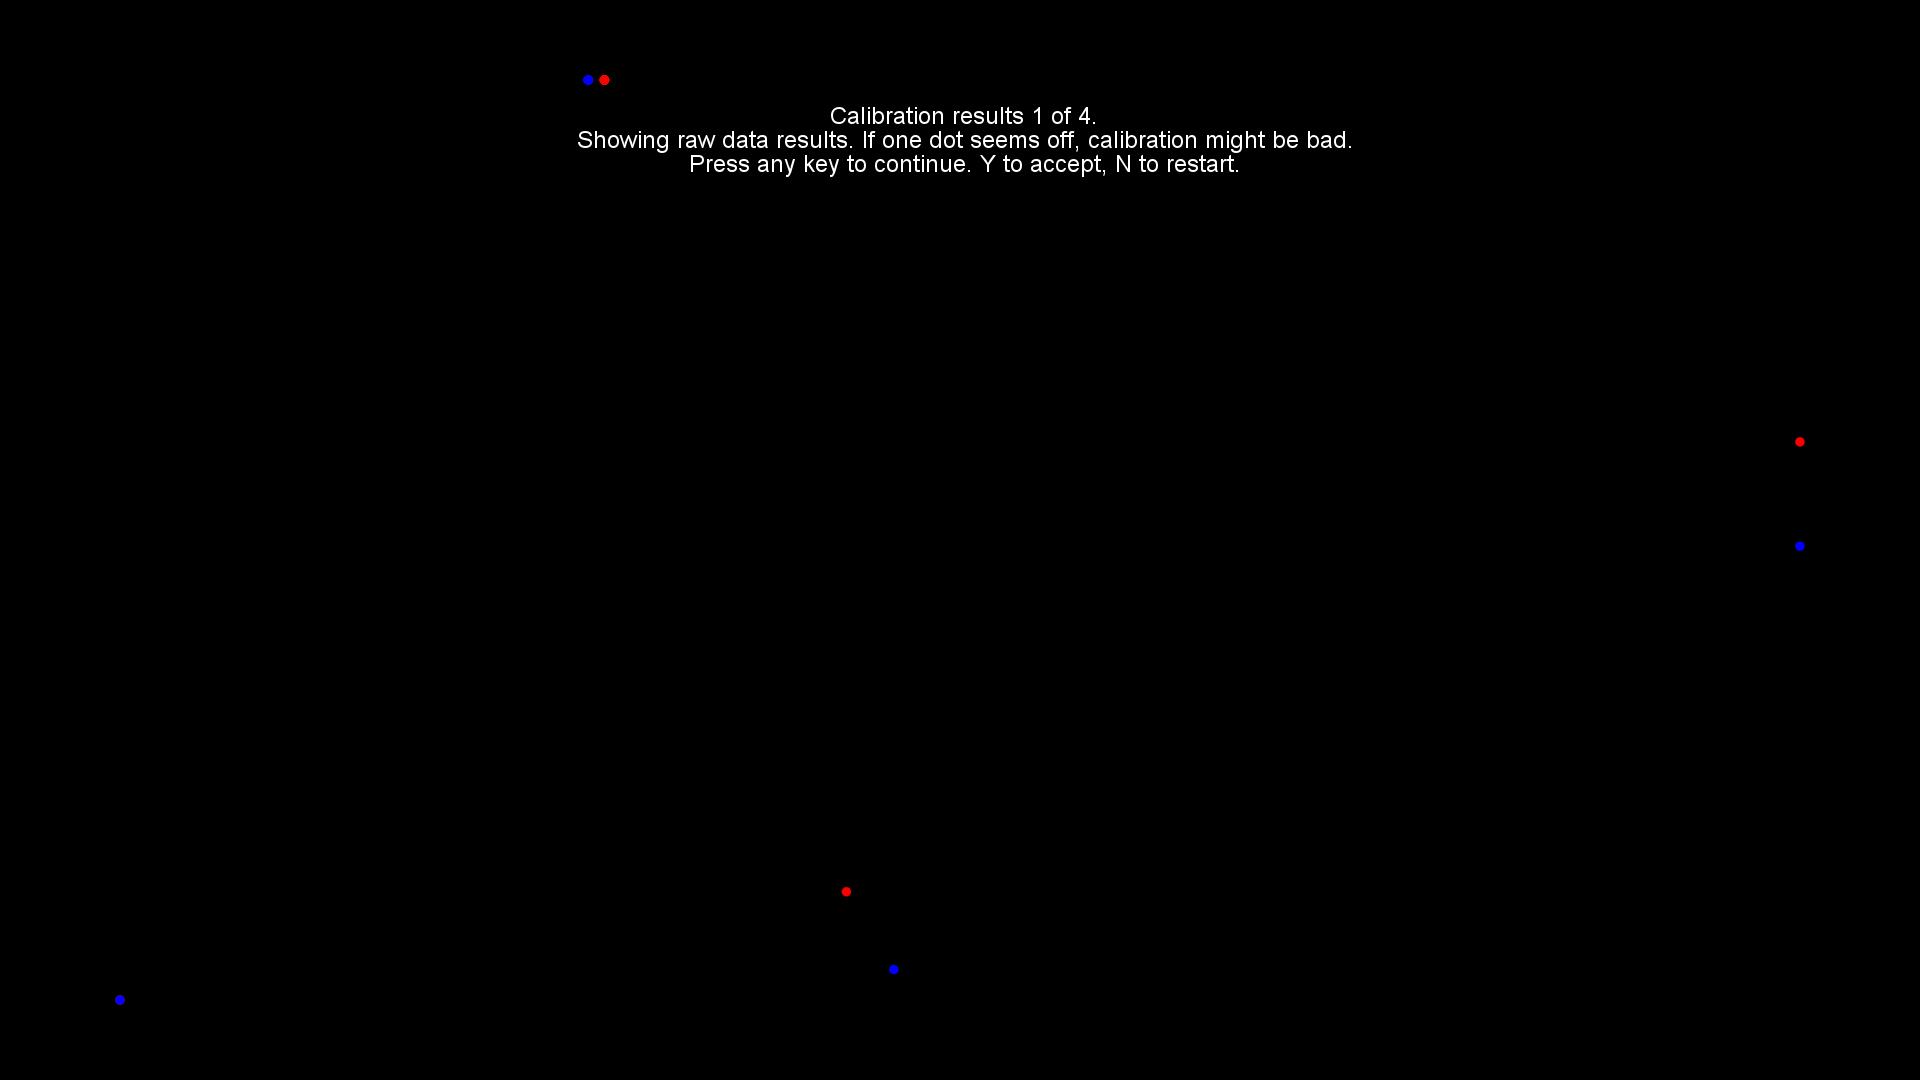 Calibration results 1 of 4.
Showing raw data results. If one dot seems off, calibration might be bad.
Press any key to continue. Y to accept, N to restart.